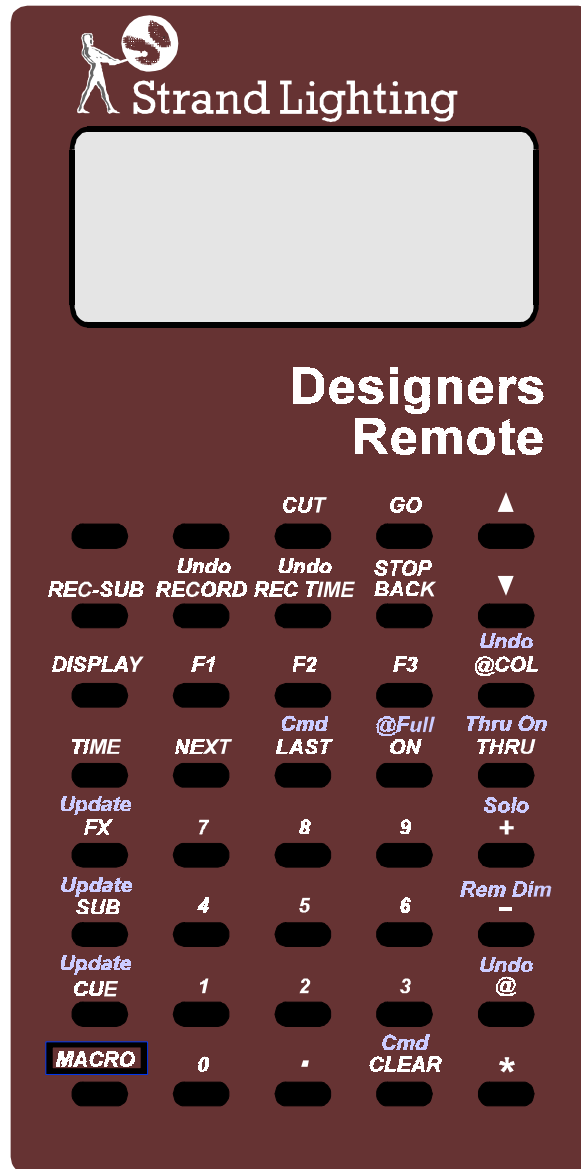 Strand Lighting
Designers
Remote
CUT GO ▲
Undo Undo STOP
REC-SUB RECORD REC TIME BACK ▼
Undo
DISPLAY F1 F2 F3 @COL
Cmd @Full Thru On
TIME NEXT LAST ON THRU
Update Solo
FX 7 8 9 +
Update Rem Dim
SUB 4 5 6 –
Update Undo
CUE 1 2 3 @
Cmd
MACRO 0 . CLEAR *